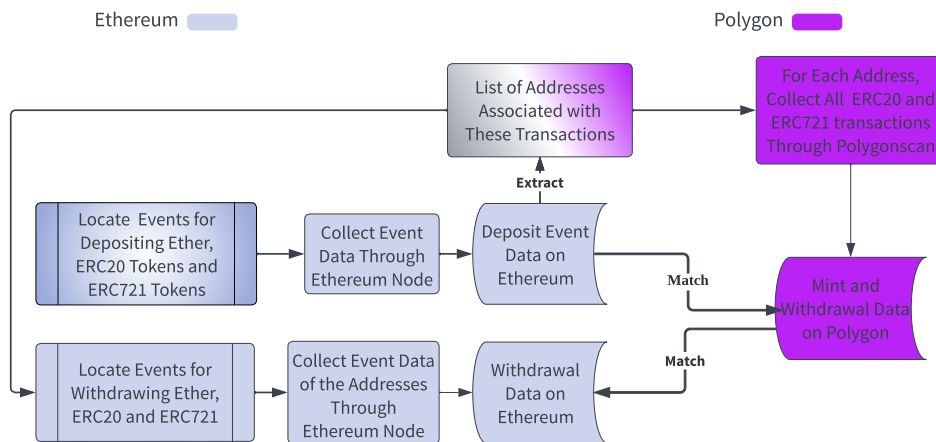 Ethereum
Polygon
List of Addresses
Associated with
These Transactions
For Each Address,
Collect All ERC20 and
ERC721 transactions
Through Polygonscan
Extract
Locate Events for
Depositing Ether,
ERC20 Tokens and
ERC721 Tokens
Collect Event
Data Through
Ethereum Node
Deposit Event
Data on
Ethereum
Match
Mint and
Withdrawal Data
on Polygon
Match
Locate Events for
Withdrawing Ether,
ERC20 and ERC721
Collect Event Data
of the Addresses
Through
Ethereum Node
Withdrawal
Data on
Ethereum